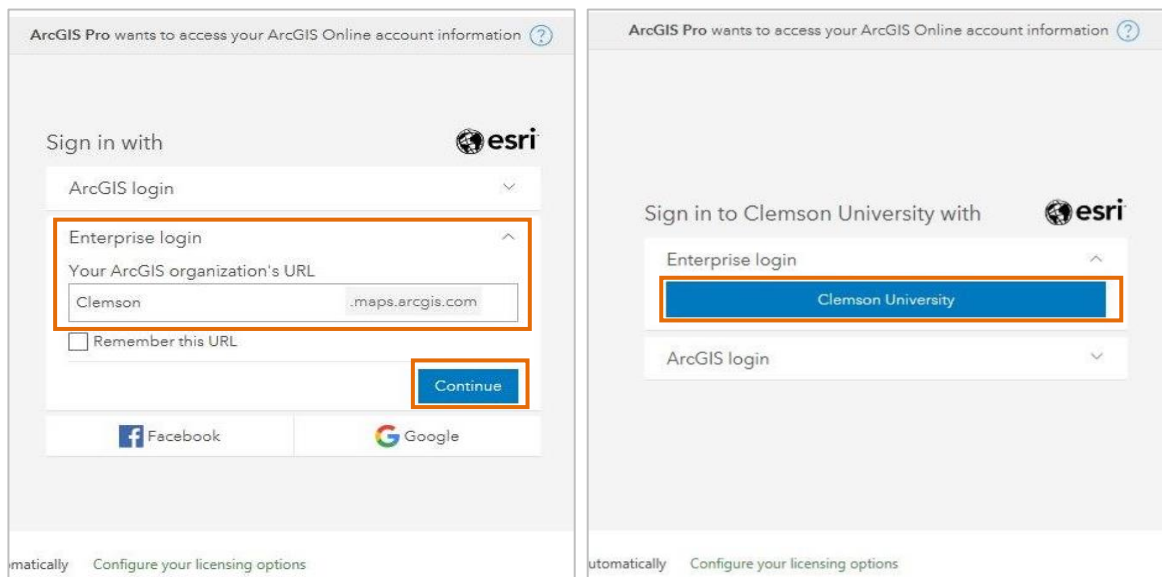 ArcGIS Pro wants to access your ArcGIS Online account information ?
Sign in with
esri
ArcGIS login
Enterprise login
Your ArcGIS organization's URL
Clemson .maps.arcgis.com
Remember this URL
Continue
Facebook Google
matically Configure your licensing options
ArcGIS Pro wants to access your ArcGIS Online account information ?
Sign in to Clemson University with
esri
Enterprise login
Clemson University
ArcGIS login
utomatically Configure your licensing options